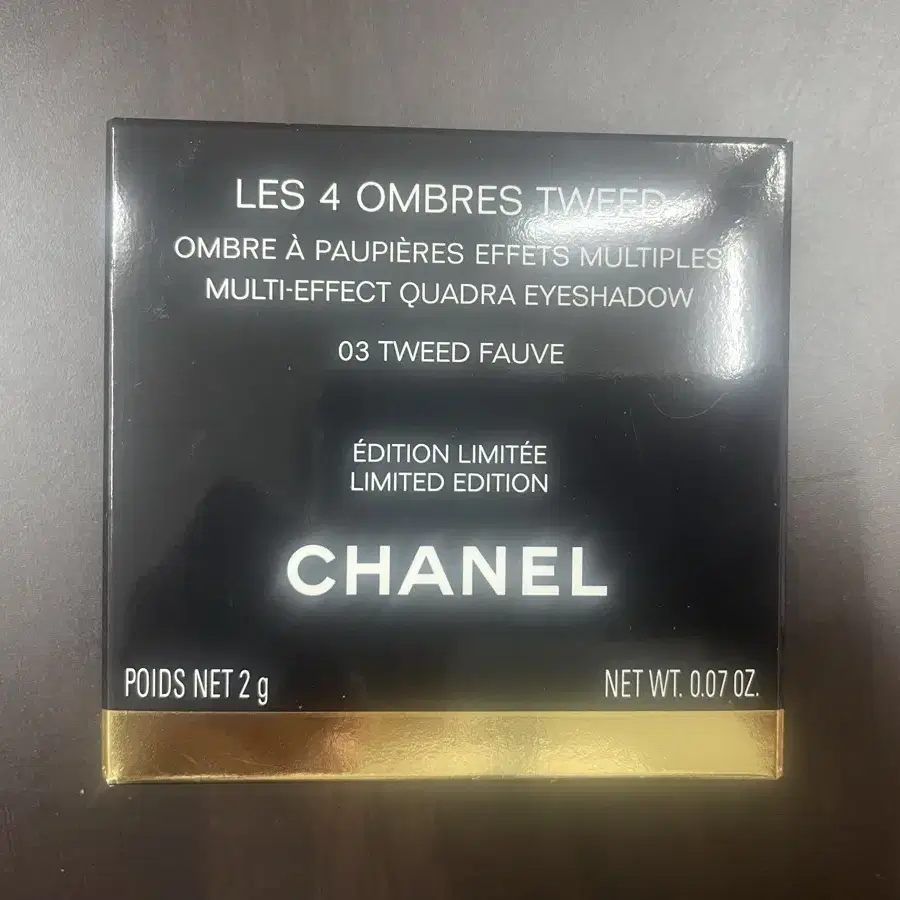 LES 4 OMBRES TWEED
OMBRE À PAUPIÈRES EFFETS MULTIPLES
MULTI-EFFECT QUADRA EYESHADOW
03 TWEED FAUVE
ÉDITION LIMITÉE
LIMITED EDITION
CHANEL
POIDS NET 2 g NET WT. 0.07 OZ.